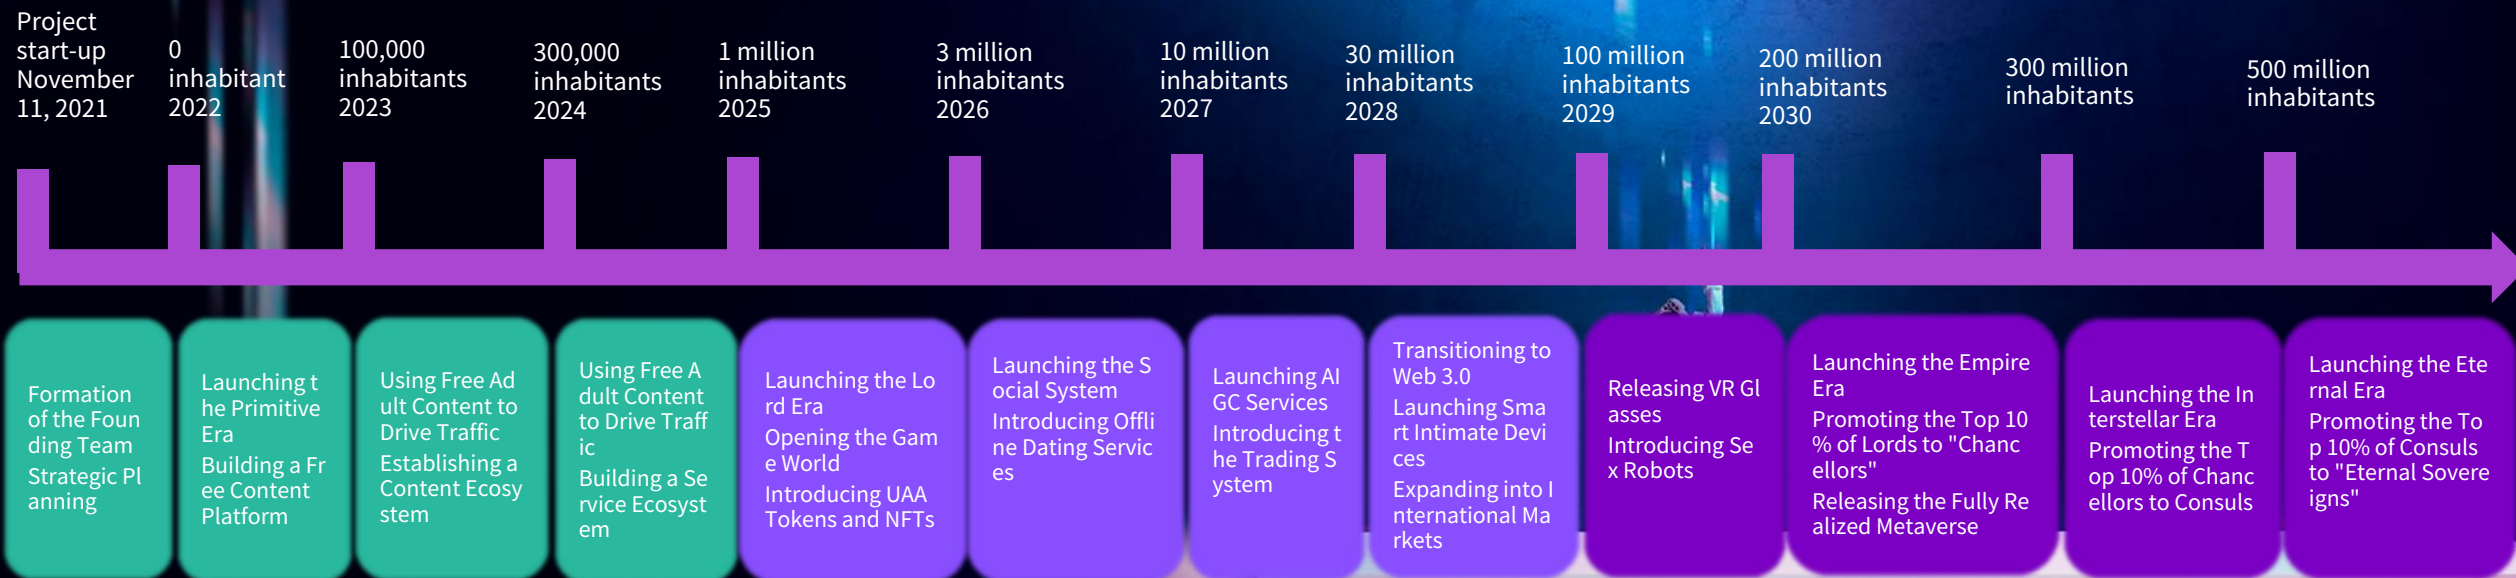 Project
start-up
November
11, 2021
0
inhabitant
2022
100,000
inhabitants
2023
300,000
inhabitants
2024
1 million
inhabitants
2025
3 million
inhabitants
2026
10 million
inhabitants
2027
30 million
inhabitants
2028
100 million
inhabitants
2029
200 million
inhabitants
2030
300 million
inhabitants
500 million
inhabitants
Formation
of the Foun
ding Team
Strategic Pl
anning
Launching t
he Primitive
Era
Building a Fr
ee Content
Platform
Using Free Ad
ult Content to
Drive Traffic
Establishing a
Content Ecosy
stem
Using Free A
dult Content
to Drive Traff
ic
Building a Se
rvice Ecosyst
em
Launching the Lo
rd Era
Opening the Gam
e World
Introducing UAA
Tokens and NFTs
Launching the S
ocial System
Introducing Offli
ne Dating Servic
es
Launching AI
GC Services
Introducing t
he Trading S
ystem
Transitioning to
Web 3.0
Launching Sma
rt Intimate Devi
ces
Expanding into I
nternational Ma
rkets
Releasing VR Gl
asses
Introducing Se
x Robots
Launching the Empire
Era
Promoting the Top 10
% of Lords to "Chanc
ellors"
Releasing the Fully Re
alized Metaverse
Launching the In
terstellar Era
Promoting the T
op 10% of Chanc
ellors to Consuls
Launching the Ete
rnal Era
Promoting the To
p 10% of Consuls
to "Eternal Sovere
igns"